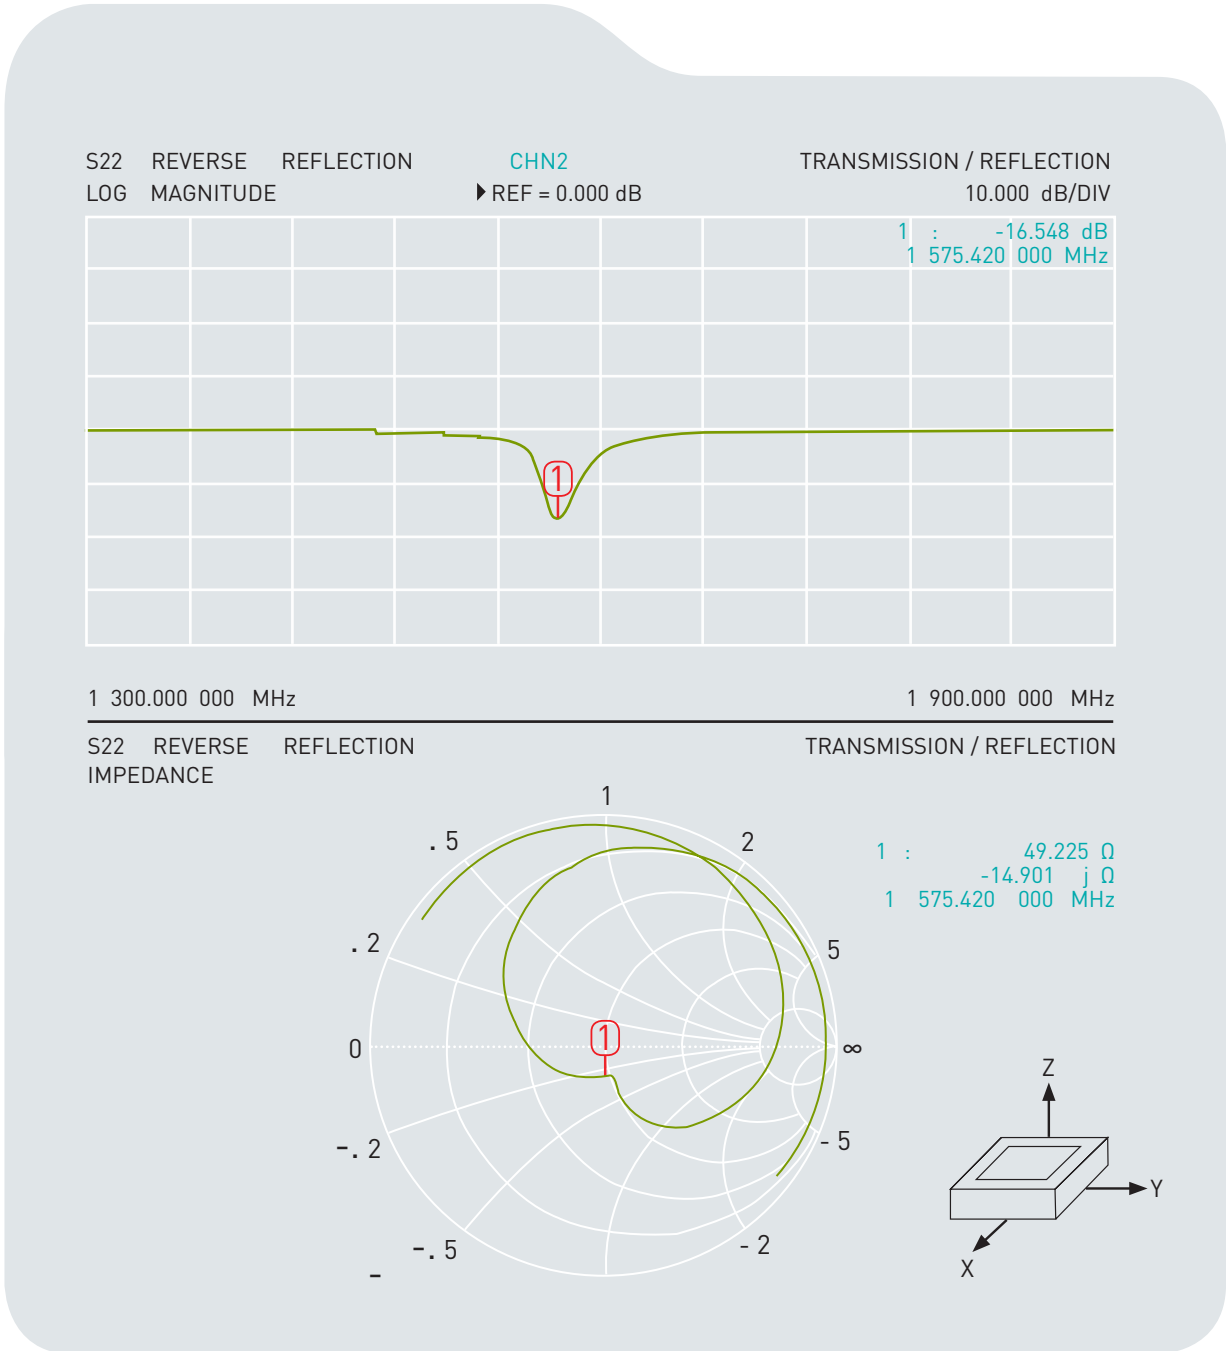 S22 REVERSE REFLECTION CHN2 TRANSMISSION / REFLECTION
LOG MAGNITUDE REF = 0.000 dB 10.000 dB/DIV
1 : -16.548 dB
1 575.420 000 MHz
1
1 300.000 000 MHz 1 900.000 000 MHz
S22 REVERSE REFLECTION TRANSMISSION / REFLECTION
IMPEDANCE
1
. 5 2
1 : 49.225 Ω
-14.901 j Ω
1 575.420 000 MHz
. 2 5
1
0 ∞
Z
-. 2 - 5
Y
-. 5 - 2
X
-